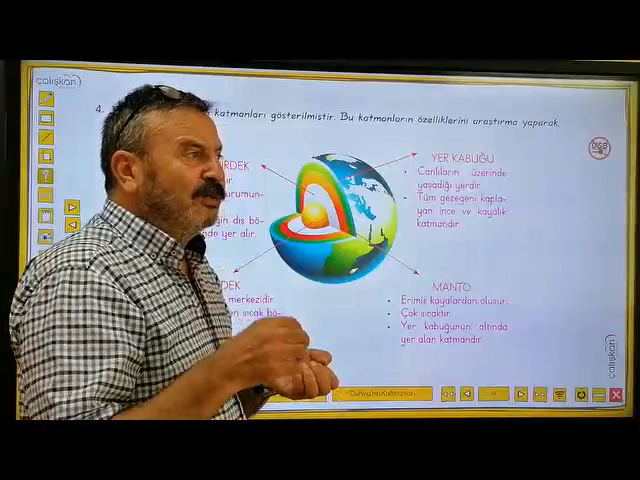 çalışkan
4.
katmanları gösterilmiştir. Bu katmanların özelliklerini araştırma yaparak
YER KABUĞU
• Canlıların üzerinde
yaşadığı yerdir.
• Tüm gezegeni kapla-
yan ince ve kayalık
katmandır.
MANTO
• Erimiş kayalardan oluşur.
• Çok sıcaktır.
• Yer kabuğunun altında
yer alan katmandır.
merkezidir.
en sıcak bö-
dış bö-
yer alır.
çalışkan
Dünya'nın Katmanları